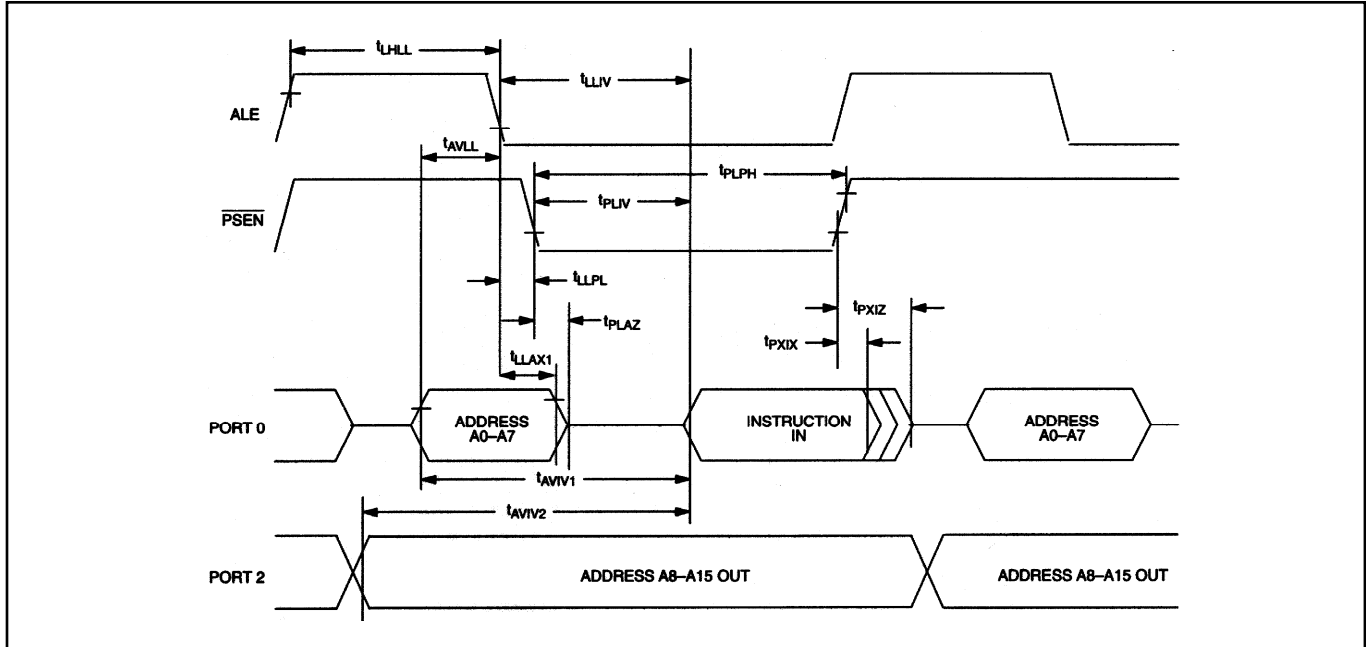 tLHLL
tLLIV
ALE
tAVLL
tPLPH
PSEN
tPLIV
tLLPL
tPLAZ
tPXIZ
tPXIX
tLLAX1
PORT 0
ADDRESS
A0–A7
INSTRUCTION
IN
ADDRESS
A0–A7
tAVIV1
tAVIV2
PORT 2
ADDRESS A8–A15 OUT
ADDRESS A8–A15 OUT